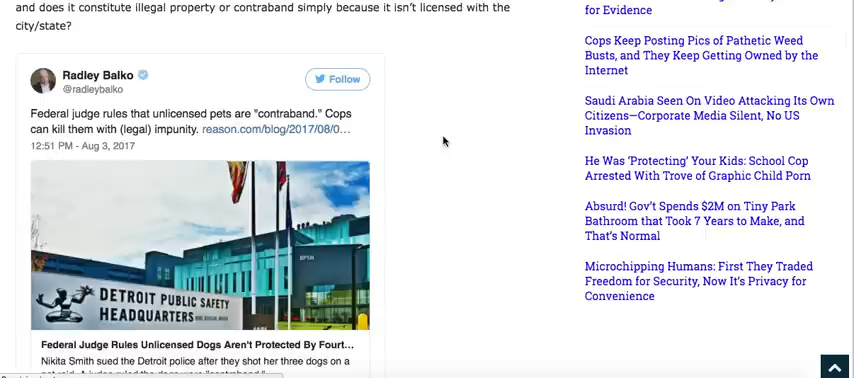 and does it constitute illegal property or contraband simply because it isn't licensed with the
city/state?
Radley Balko
@radleybalko
Follow
Federal judge rules that unlicensed pets are "contraband." Cops
can kill them with (legal) impunity. reason.com/blog/2017/08/0...
12:51 PM - Aug 3, 2017
DETROIT PUBLIC SAFETY
HEADQUARTERS
Federal Judge Rules Unlicensed Dogs Aren't Protected By Fourt...
Nikita Smith sued the Detroit police after they shot her three dogs on a
for Evidence
Cops Keep Posting Pics of Pathetic Weed
Busts, and They Keep Getting Owned by the
Internet
Saudi Arabia Seen On Video Attacking Its Own
Citizens—Corporate Media Silent, No US
Invasion
He Was 'Protecting' Your Kids: School Cop
Arrested With Trove of Graphic Child Porn
Absurd! Gov't Spends $2M on Tiny Park
Bathroom that Took 7 Years to Make, and
That's Normal
Microchipping Humans: First They Traded
Freedom for Security, Now It's Privacy for
Convenience